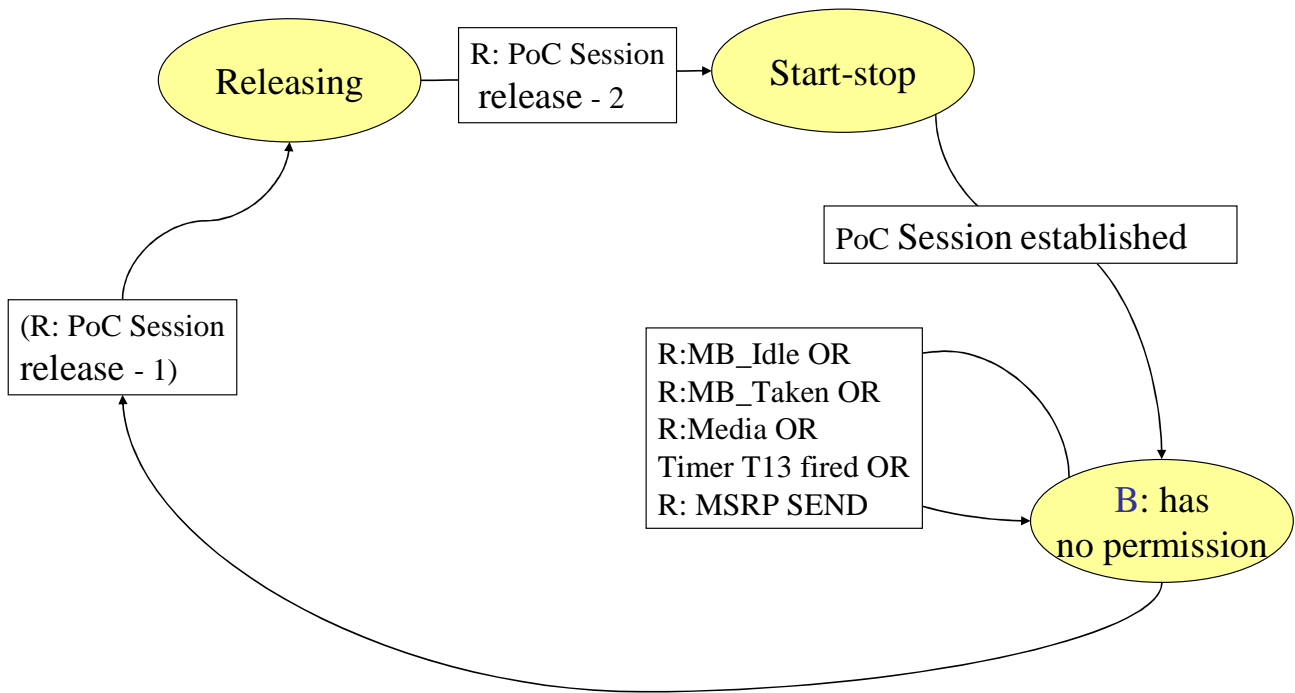 Releasing
R: PoC Session
release - 2
Start-stop
PoC Session established
(R: PoC Session
release - 1)
R:MB_Idle OR
R:MB_Taken OR
R:Media OR
Timer T13 fired OR
R: MSRP SEND
B: has
no permission